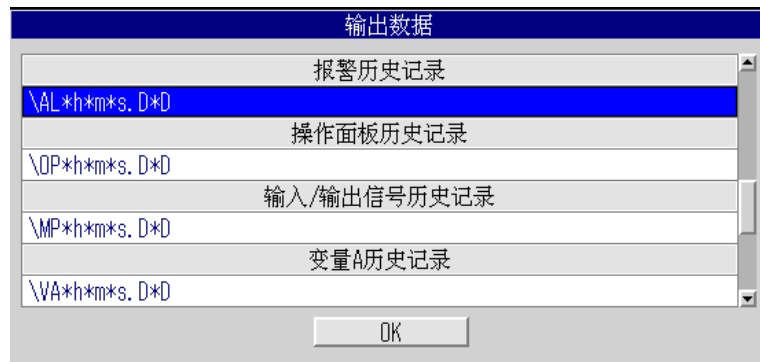 输出数据
报警历史记录
\AL*h*m*s.D*D
操作面板历史记录
\OP*h*m*s.D*D
输入/输出信号历史记录
\MP*h*m*s.D*D
变量A历史记录
\VA*h*m*s.D*D
OK